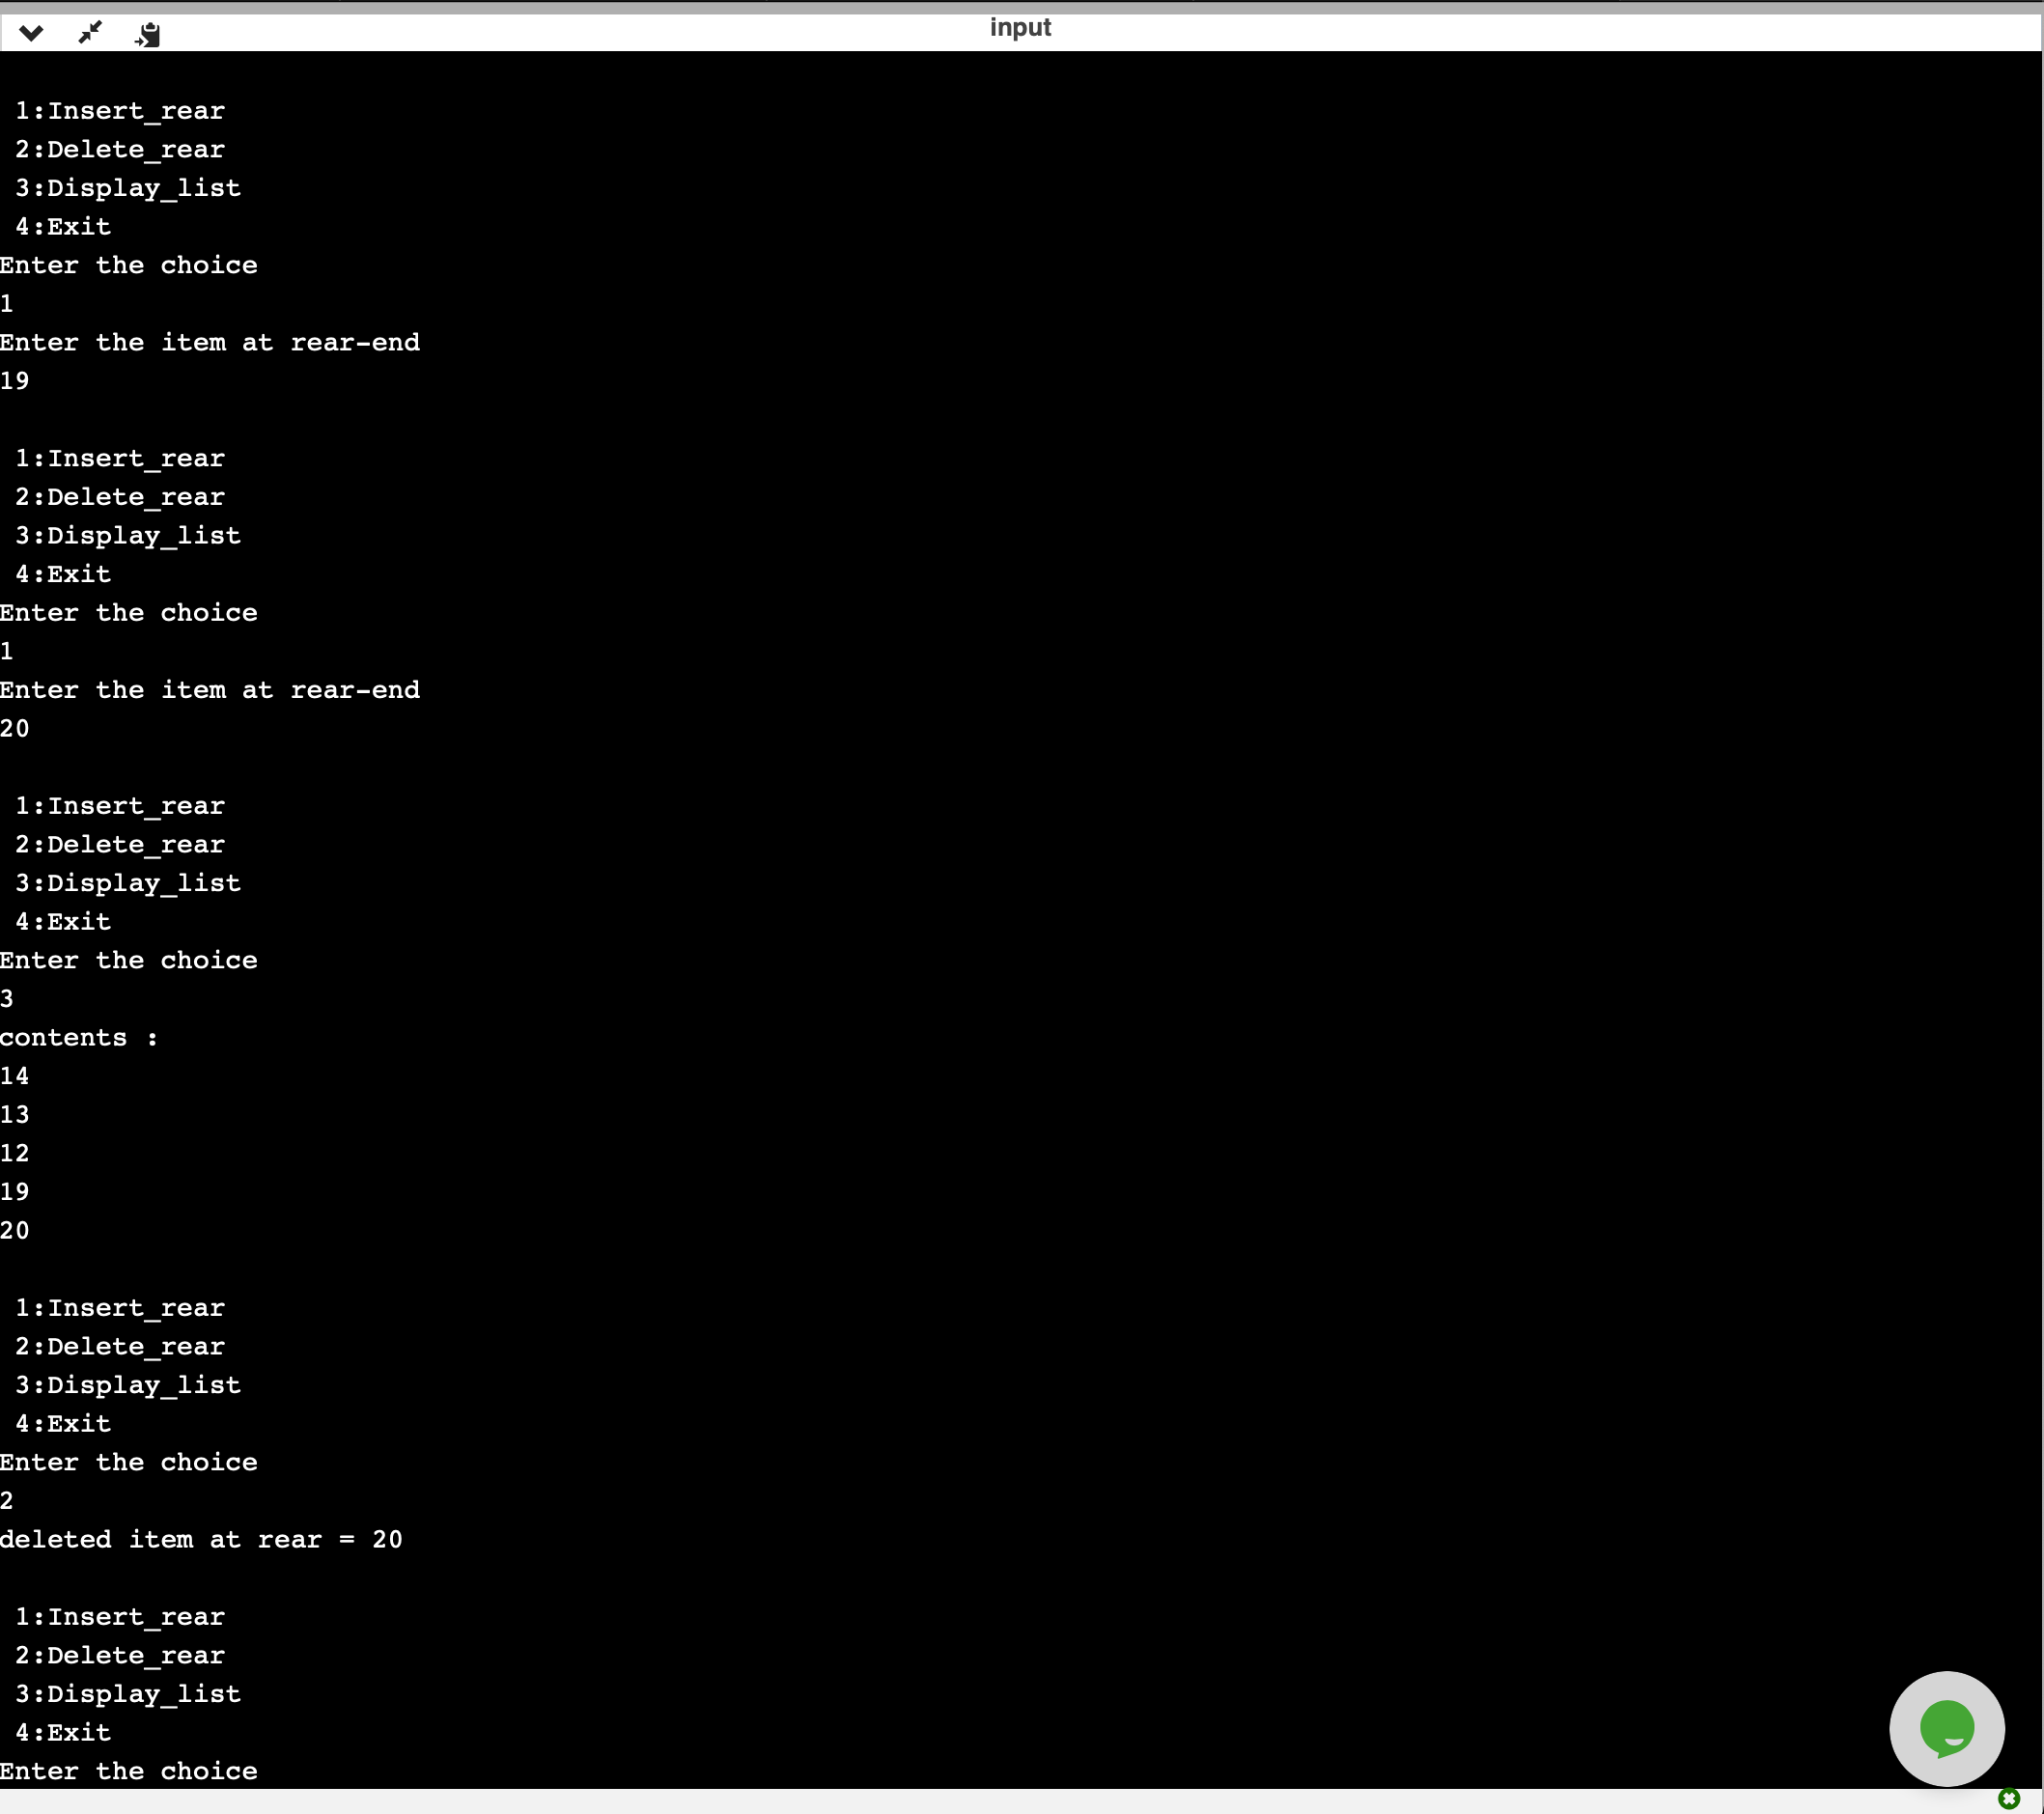 input
1:Insert_rear
2:Delete_rear
3:Display_list
4:Exit
Enter the choice
1
Enter the item at rear-end
19
1:Insert_rear
2:Delete_rear
3:Display_list
4:Exit
Enter the choice
1
Enter the item at rear-end
20
1:Insert_rear
2:Delete_rear
3:Display_list
4:Exit
Enter the choice
3
contents :
14
13
12
19
20
1:Insert_rear
2:Delete_rear
3:Display_list
4:Exit
Enter the choice
2
deleted item at rear = 20
1:Insert_rear
2:Delete_rear
3:Display_list
4:Exit
Enter the choice